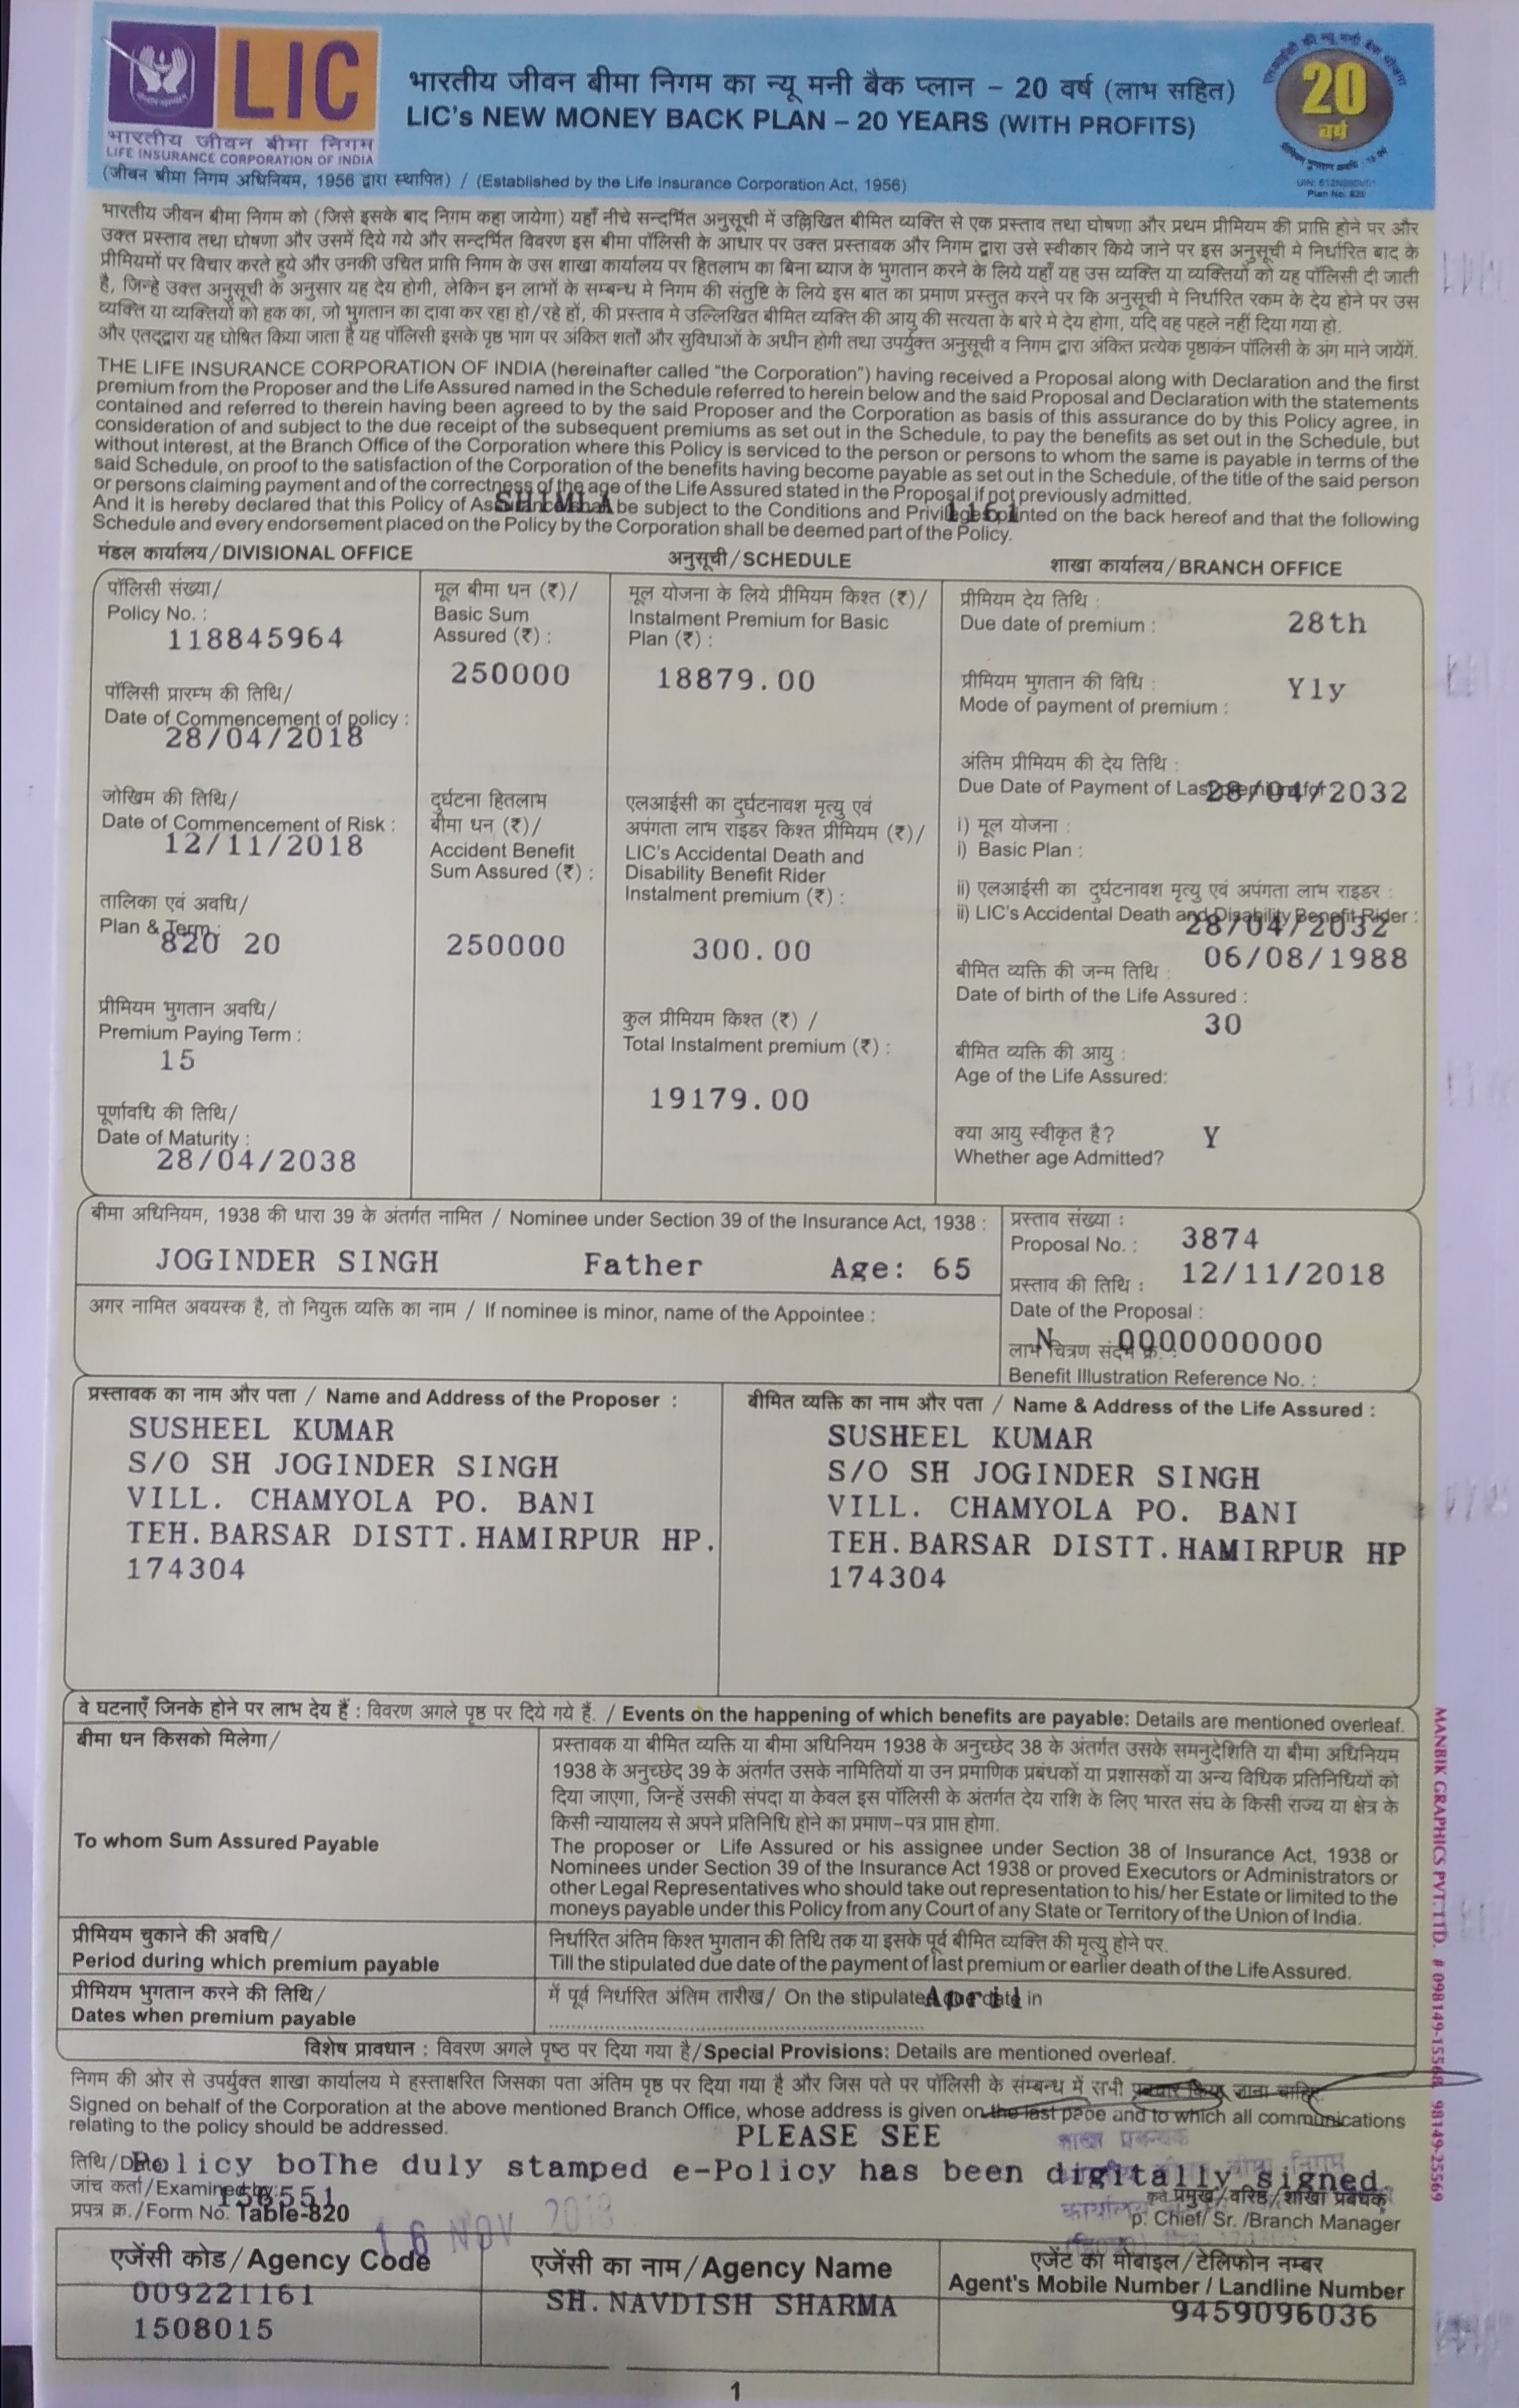 LIC
भारतीय जीवन बीमा निगम
LIFE INSURANCE CORPORATION OF INDIA
भारतीय जीवन बीमा निगम का न्यू मनी बैक प्लान – 20 वर्ष (लाभ सहित)
LIC's NEW MONEY BACK PLAN – 20 YEARS (WITH PROFITS)
20
वर्ष
Plan No. 820
(जीवन बीमा निगम अधिनियम, 1956 द्वारा स्थापित) / (Established by the Life Insurance Corporation Act, 1956)
भारतीय जीवन बीमा निगम को (जिसे इसके बाद निगम कहा जायेगा) यहाँ नीचे सन्दर्भित अनुसूची में उल्लिखित बीमित व्यक्ति से एक प्रस्ताव तथा घोषणा और प्रथम प्रीमियम की प्राप्ति होने पर और
उक्त प्रस्ताव तथा घोषणा और उसमें दिये गये और सन्दर्भित विवरण इस बीमा पॉलिसी के आधार पर उक्त प्रस्तावक और निगम द्वारा उसे स्वीकार किये जाने पर इस अनुसूची मे निर्धारित बाद के
प्रीमियमों पर विचार करते हुये और उनकी उचित प्राप्ति निगम के उस शाखा कार्यालय पर हितलाभ का बिना ब्याज के भुगतान करने के लिये यहाँ यह उस व्यक्ति या व्यक्तियों को यह पॉलिसी दी जाती
है, जिन्हे उक्त अनुसूची के अनुसार यह देय होगी, लेकिन इन लाभों के सम्बन्ध मे निगम की संतुष्टि के लिये इस बात का प्रमाण प्रस्तुत करने पर कि अनुसूची मे निर्धारित रकम के देय होने पर उस
व्यक्ति या व्यक्तियों को हक का, जो भुगतान का दावा कर रहा हो/रहे हों, की प्रस्ताव मे उल्लिखित बीमित व्यक्ति की आयु की सत्यता के बारे मे देय होगा, यदि वह पहले नहीं दिया गया हो.
और एतद्द्वारा यह घोषित किया जाता है यह पॉलिसी इसके पृष्ठ भाग पर अंकित शर्तों और सुविधाओं के अधीन होगी तथा उपर्युक्त अनुसूची व निगम द्वारा अंकित प्रत्येक पृष्ठाकंन पॉलिसी के अंग माने जायेंगें.
THE LIFE INSURANCE CORPORATION OF INDIA (hereinafter called "the Corporation") having received a Proposal along with Declaration and the first
premium from the Proposer and the Life Assured named in the Schedule referred to herein below and the said Proposal and Declaration with the statements
contained and referred to therein having been agreed to by the said Proposer and the Corporation as basis of this assurance do by this Policy agree, in
consideration of and subject to the due receipt of the subsequent premiums as set out in the Schedule, to pay the benefits as set out in the Schedule, but
without interest, at the Branch Office of the Corporation where this Policy is serviced to the person or persons to whom the same is payable in terms of the
said Schedule, on proof to the satisfaction of the Corporation of the benefits having become payable as set out in the Schedule, of the title of the said person
or persons claiming payment and of the correctness of the age of the Life Assured stated in the Proposal if not previously admitted.
And it is hereby declared that this Policy of Assurance shall be subject to the Conditions and Privileges printed on the back hereof and that the following
SHIMLA 1161
Schedule and every endorsement placed on the Policy by the Corporation shall be deemed part of the Policy.
मंडल कार्यालय/DIVISIONAL OFFICE अनुसूची/SCHEDULE शाखा कार्यालय/BRANCH OFFICE
पॉलिसी संख्या/
Policy No. :
118845964
पॉलिसी प्रारम्भ की तिथि/
Date of Commencement of policy :
28/04/2018
जोखिम की तिथि/
Date of Commencement of Risk :
12/11/2018
तालिका एवं अवधि/
Plan & Term :
820 20
प्रीमियम भुगतान अवधि/
Premium Paying Term :
15
पूर्णावधि की तिथि/
Date of Maturity :
28/04/2038
मूल बीमा धन (₹)/
Basic Sum
Assured (₹) :
250000
दुर्घटना हितलाभ
बीमा धन (₹)/
Accident Benefit
Sum Assured (₹) :
250000
मूल योजना के लिये प्रीमियम किश्त (₹)/
Instalment Premium for Basic
Plan (₹) :
18879.00
एलआईसी का दुर्घटनावश मृत्यु एवं
अपंगता लाभ राइडर किश्त प्रीमियम (₹)/
LIC's Accidental Death and
Disability Benefit Rider
Instalment premium (₹) :
300.00
कुल प्रीमियम किश्त (₹) /
Total Instalment premium (₹) :
19179.00
प्रीमियम देय तिथि :
Due date of premium : 28th
प्रीमियम भुगतान की विधि :
Mode of payment of premium : Yly
अंतिम प्रीमियम की देय तिथि :
Due Date of Payment of Last premium for 28/04/2032
i) मूल योजना :
i) Basic Plan :
ii) एलआईसी का दुर्घटनावश मृत्यु एवं अपंगता लाभ राइडर :
ii) LIC's Accidental Death and Disability Benefit Rider :
28/04/2032
06/08/1988
बीमित व्यक्ति की जन्म तिथि :
Date of birth of the Life Assured :
30
बीमित व्यक्ति की आयु :
Age of the Life Assured:
क्या आयु स्वीकृत है? Y
Whether age Admitted?
बीमा अधिनियम, 1938 की धारा 39 के अंतर्गत नामित / Nominee under Section 39 of the Insurance Act, 1938 :
JOGINDER SINGH Father Age: 65
अगर नामित अवयस्क है, तो नियुक्त व्यक्ति का नाम / If nominee is minor, name of the Appointee :
प्रस्ताव संख्या :
Proposal No. : 3874
12/11/2018
प्रस्ताव की तिथि :
Date of the Proposal :
N 0000000000
लाभ चित्रण संदर्भ क्र. :
Benefit Illustration Reference No. :
प्रस्तावक का नाम और पता / Name and Address of the Proposer :
SUSHEEL KUMAR
S/O SH JOGINDER SINGH
VILL. CHAMYOLA PO. BANI
TEH.BARSAR DISTT.HAMIRPUR HP.
174304
बीमित व्यक्ति का नाम और पता / Name & Address of the Life Assured :
SUSHEEL KUMAR
S/O SH JOGINDER SINGH
VILL. CHAMYOLA PO. BANI
TEH.BARSAR DISTT.HAMIRPUR HP
174304
वे घटनाएँ जिनके होने पर लाभ देय हैं : विवरण अगले पृष्ठ पर दिये गये हैं. / Events on the happening of which benefits are payable: Details are mentioned overleaf.
बीमा धन किसको मिलेगा/
To whom Sum Assured Payable
प्रस्तावक या बीमित व्यक्ति या बीमा अधिनियम 1938 के अनुच्छेद 38 के अंतर्गत उसके समनुदेशिति या बीमा अधिनियम
1938 के अनुच्छेद 39 के अंतर्गत उसके नामितियों या उन प्रमाणिक प्रबंधकों या प्रशासकों या अन्य विधिक प्रतिनिधियों को
दिया जाएगा, जिन्हें उसकी संपदा या केवल इस पॉलिसी के अंतर्गत देय राशि के लिए भारत संघ के किसी राज्य या क्षेत्र के
किसी न्यायालय से अपने प्रतिनिधि होने का प्रमाण-पत्र प्राप्त होगा.
The proposer or Life Assured or his assignee under Section 38 of Insurance Act, 1938 or
Nominees under Section 39 of the Insurance Act 1938 or proved Executors or Administrators or
other Legal Representatives who should take out representation to his/ her Estate or limited to the
moneys payable under this Policy from any Court of any State or Territory of the Union of India.
प्रीमियम चुकाने की अवधि/
Period during which premium payable
निर्धारित अंतिम किश्त भुगतान की तिथि तक या इसके पूर्व बीमित व्यक्ति की मृत्यु होने पर.
Till the stipulated due date of the payment of last premium or earlier death of the Life Assured.
प्रीमियम भुगतान करने की तिथि/
Dates when premium payable
में पूर्व निर्धारित अंतिम तारीख/ On the stipulated due date in
April
विशेष प्रावधान : विवरण अगले पृष्ठ पर दिया गया है/Special Provisions: Details are mentioned overleaf.
निगम की ओर से उपर्युक्त शाखा कार्यालय मे हस्ताक्षरित जिसका पता अंतिम पृष्ठ पर दिया गया है और जिस पते पर पॉलिसी के सम्बन्ध में सभी जाना चाहिए.
Signed on behalf of the Corporation at the above mentioned Branch Office, whose address is given on the last page and to which all communications
relating to the policy should be addressed.
PLEASE SEE
शाखा प्रबन्धक
तिथि/Date
Policy boThe duly stamped e-Policy has been digitally signed
जांच कर्ता/Examined by:
156551
प्रपत्र क्र./Form No. Table-820
16 NOV 2018
कृते प्रमुख/वरिष्ठ/शाखा प्रबंधक
p. Chief/ Sr. /Branch Manager
एजेंसी कोड/Agency Code
009221161
1508015
एजेंसी का नाम/Agency Name
SH.NAVDISH SHARMA
एजेंट का मोबाइल/टेलिफोन नम्बर
Agent's Mobile Number / Landline Number
9459096036
1
MANBIK GRAPHICS PVT. LTD. # 098149-15568, 98149-25569